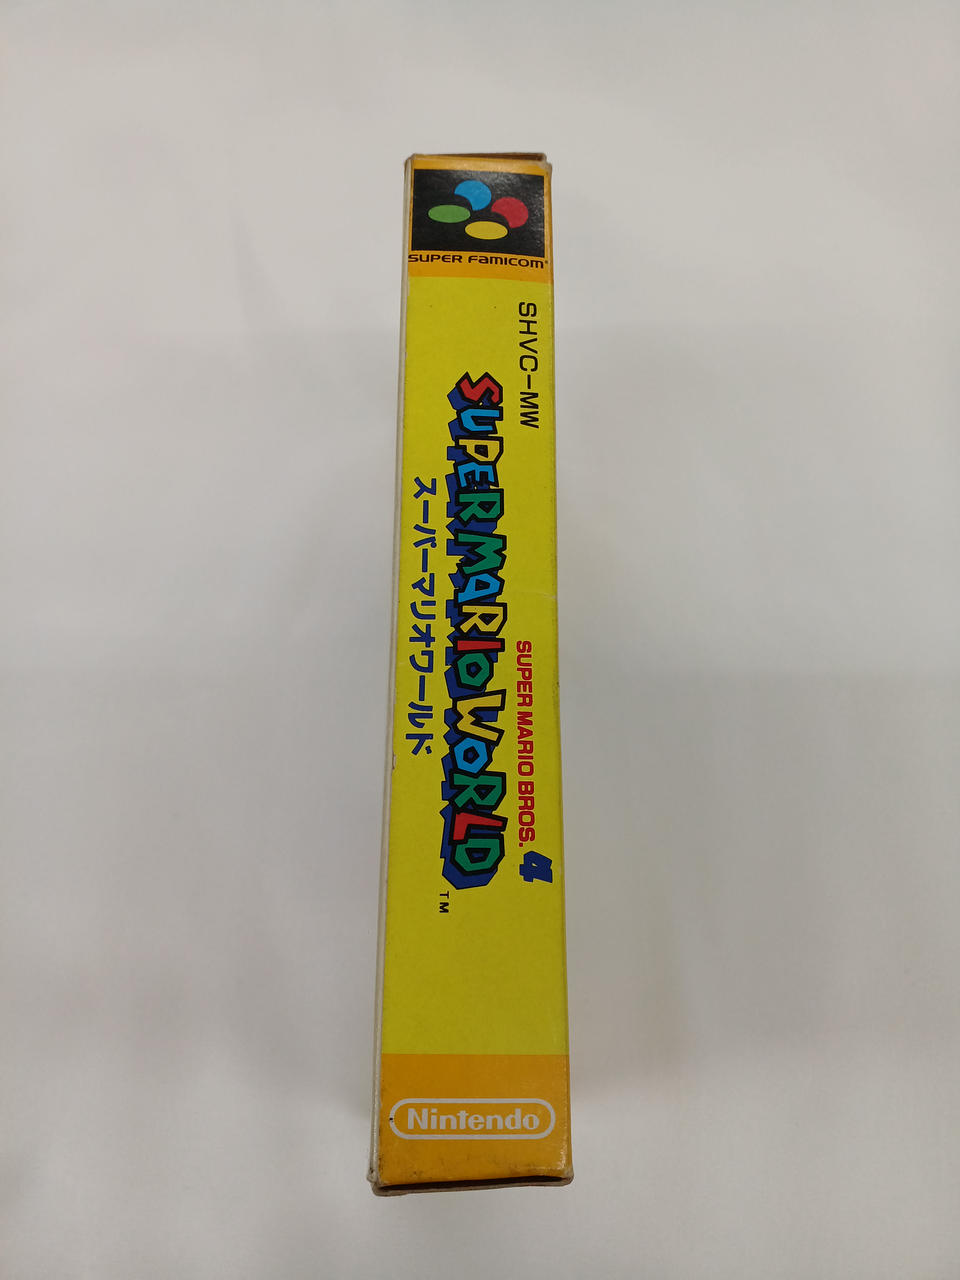 SUPER FAMICOM
SHVC-MW
SUPER MARIO BROS. 4
SUPER MARIO WORLD TM
スーパーマリオワールド
Nintendo